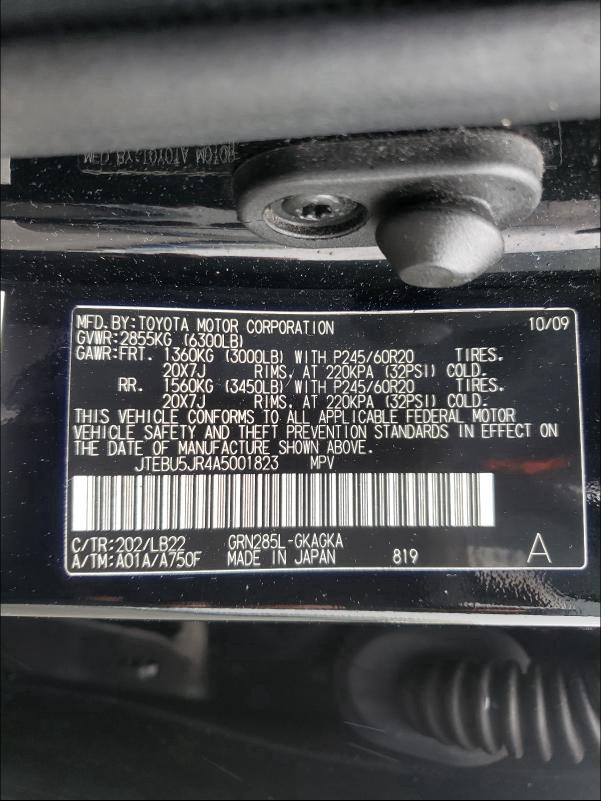 MFD. BY: TOYOTA MOTOR CORPORATION 10/09
GVWR: 2855KG (6300LB)
GAWR: FRT. 1360KG (3000LB) WITH P245/60R20 TIRES.
20X7J RIMS, AT 220KPA (32PSI) COLD.
RR. 1560KG (3450LB) WITH P245/60R20 TIRES.
20X7J RIMS, AT 220KPA (32PSI) COLD.
THIS VEHICLE CONFORMS TO ALL APPLICABLE FEDERAL MOTOR
VEHICLE SAFETY AND THEFT PREVENTION STANDARDS IN EFFECT ON
THE DATE OF MANUFACTURE SHOWN ABOVE.
JTEBU5JR4A5001823 MPV
C/TR: 202/LB22 GRN285L-GKAGKA
A/TM: A01A/A750F MADE IN JAPAN 819 A